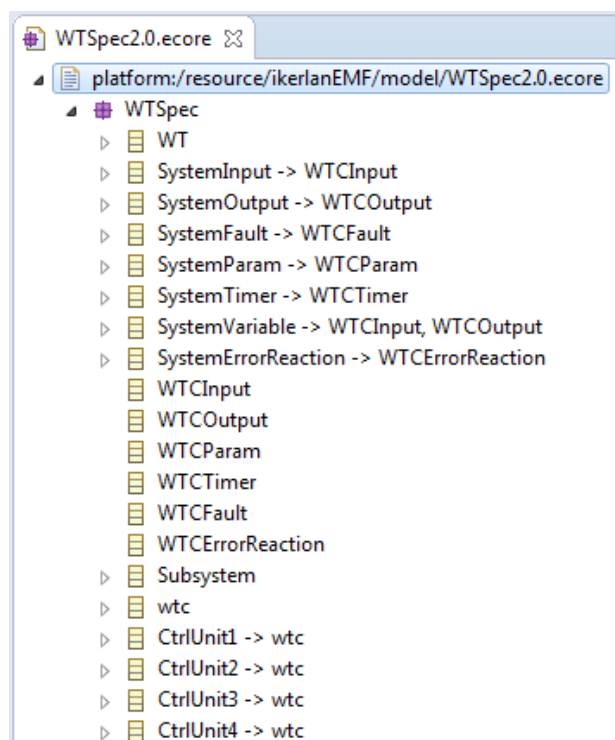 WTSpec2.0.ecore
platform:/resource/ikerlanEMF/model/WTSpec2.0.ecore
WTSpec
WT
SystemInput -> WTCInput
SystemOutput -> WTCOutput
SystemFault -> WTCFault
SystemParam -> WTCParam
SystemTimer -> WTCTimer
SystemVariable -> WTCInput, WTCOutput
SystemErrorReaction -> WTCErrorReaction
WTCInput
WTCOutput
WTCParam
WTCTimer
WTCFault
WTCErrorReaction
Subsystem
wtc
CtrlUnit1 -> wtc
CtrlUnit2 -> wtc
CtrlUnit3 -> wtc
CtrlUnit4 -> wtc